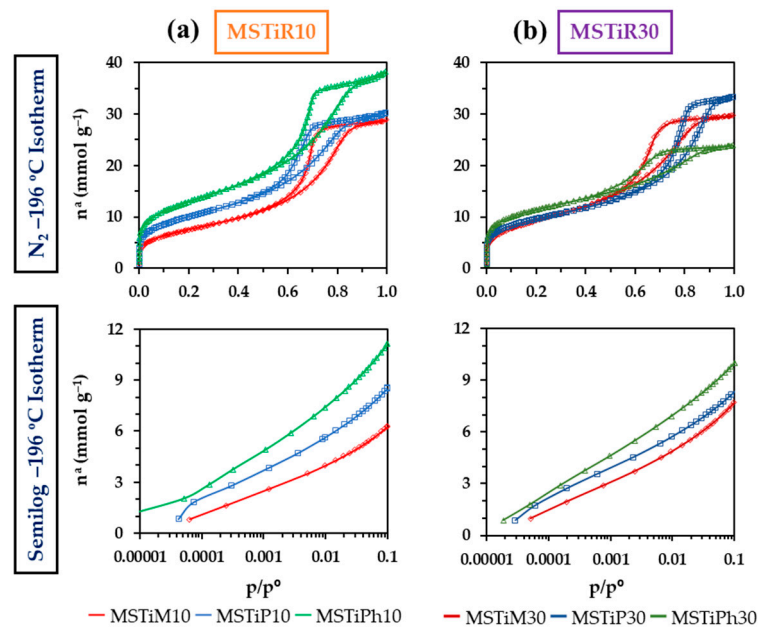 (a) MSTiR10
(b) MSTiR30
N₂ −196 ºC Isotherm
nᵃ (mmol g⁻¹)
40
30
20
10
0
0.0 0.2 0.4 0.6 0.8 1.0
40
30
20
10
0
0.0 0.2 0.4 0.6 0.8 1.0
Semilog −196 ºC Isotherm
nᵃ (mmol g⁻¹)
12
9
6
3
0
0.00001 0.0001 0.001 0.01 0.1
p/pº
12
9
6
3
0
0.00001 0.0001 0.001 0.01 0.1
p/pº
MSTiM10 MSTiP10 MSTiPh10
MSTiM30 MSTiP30 MSTiPh30